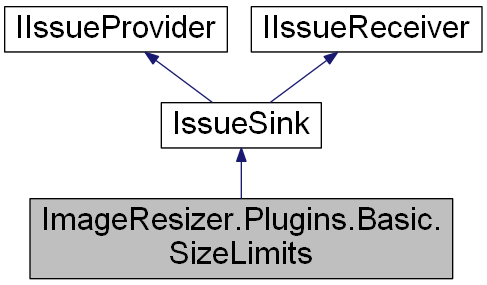 IIssueProvider
IIssueReceiver
IssueSink
ImageResizer.Plugins.Basic.
SizeLimits